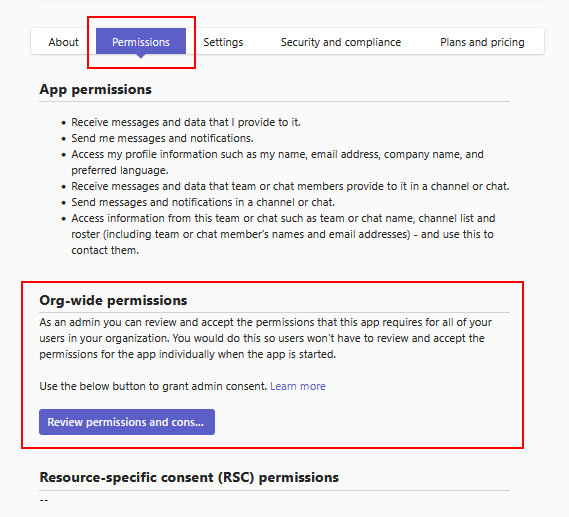 About Permissions Settings Security and compliance Plans and pricing
App permissions
• Receive messages and data that I provide to it.
• Send me messages and notifications.
• Access my profile information such as my name, email address, company name, and
preferred language.
• Receive messages and data that team or chat members provide to it in a channel or chat.
• Send messages and notifications in a channel or chat.
• Access information from this team or chat such as team or chat name, channel list and
roster (including team or chat member's names and email addresses) - and use this to
contact them.
Org-wide permissions
As an admin you can review and accept the permissions that this app requires for all of your
users in your organization. You would do this so users won't have to review and accept the
permissions for the app individually when the app is started.
Use the below button to grant admin consent. Learn more
Review permissions and cons...
Resource-specific consent (RSC) permissions
--